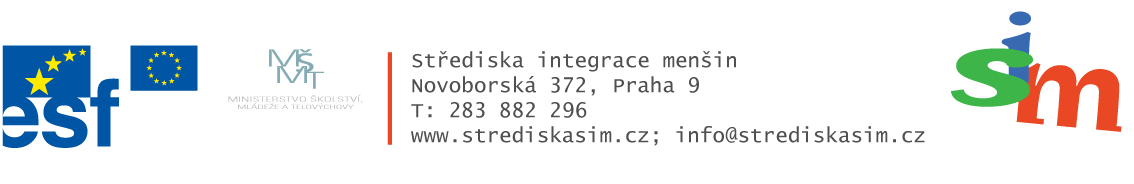 esf
MŠMT
MINISTERSTVO ŠKOLSTVÍ,
MLÁDEŽE A TĚLOVÝCHOVY
Střediska integrace menšin
Novoborská 372, Praha 9
T: 283 882 296
www.strediskasim.cz; info@strediskasim.cz
sim